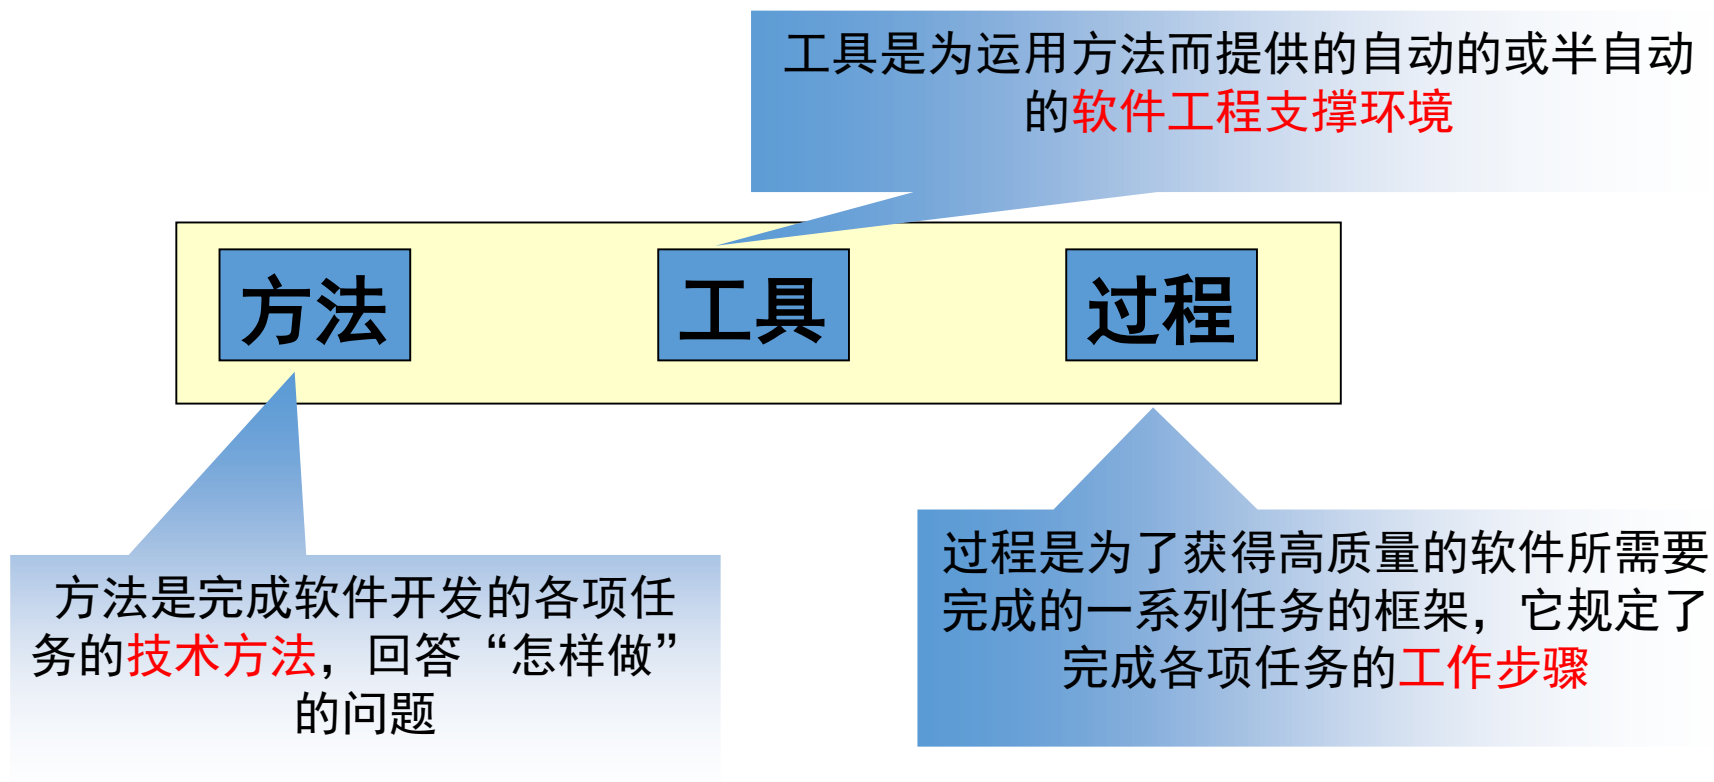 工具是为运用方法而提供的自动的或半自动
的软件工程支撑环境
方法
工具
过程
方法是完成软件开发的各项任
务的技术方法，回答“怎样做”
的问题
过程是为了获得高质量的软件所需要
完成的一系列任务的框架，它规定了
完成各项任务的工作步骤